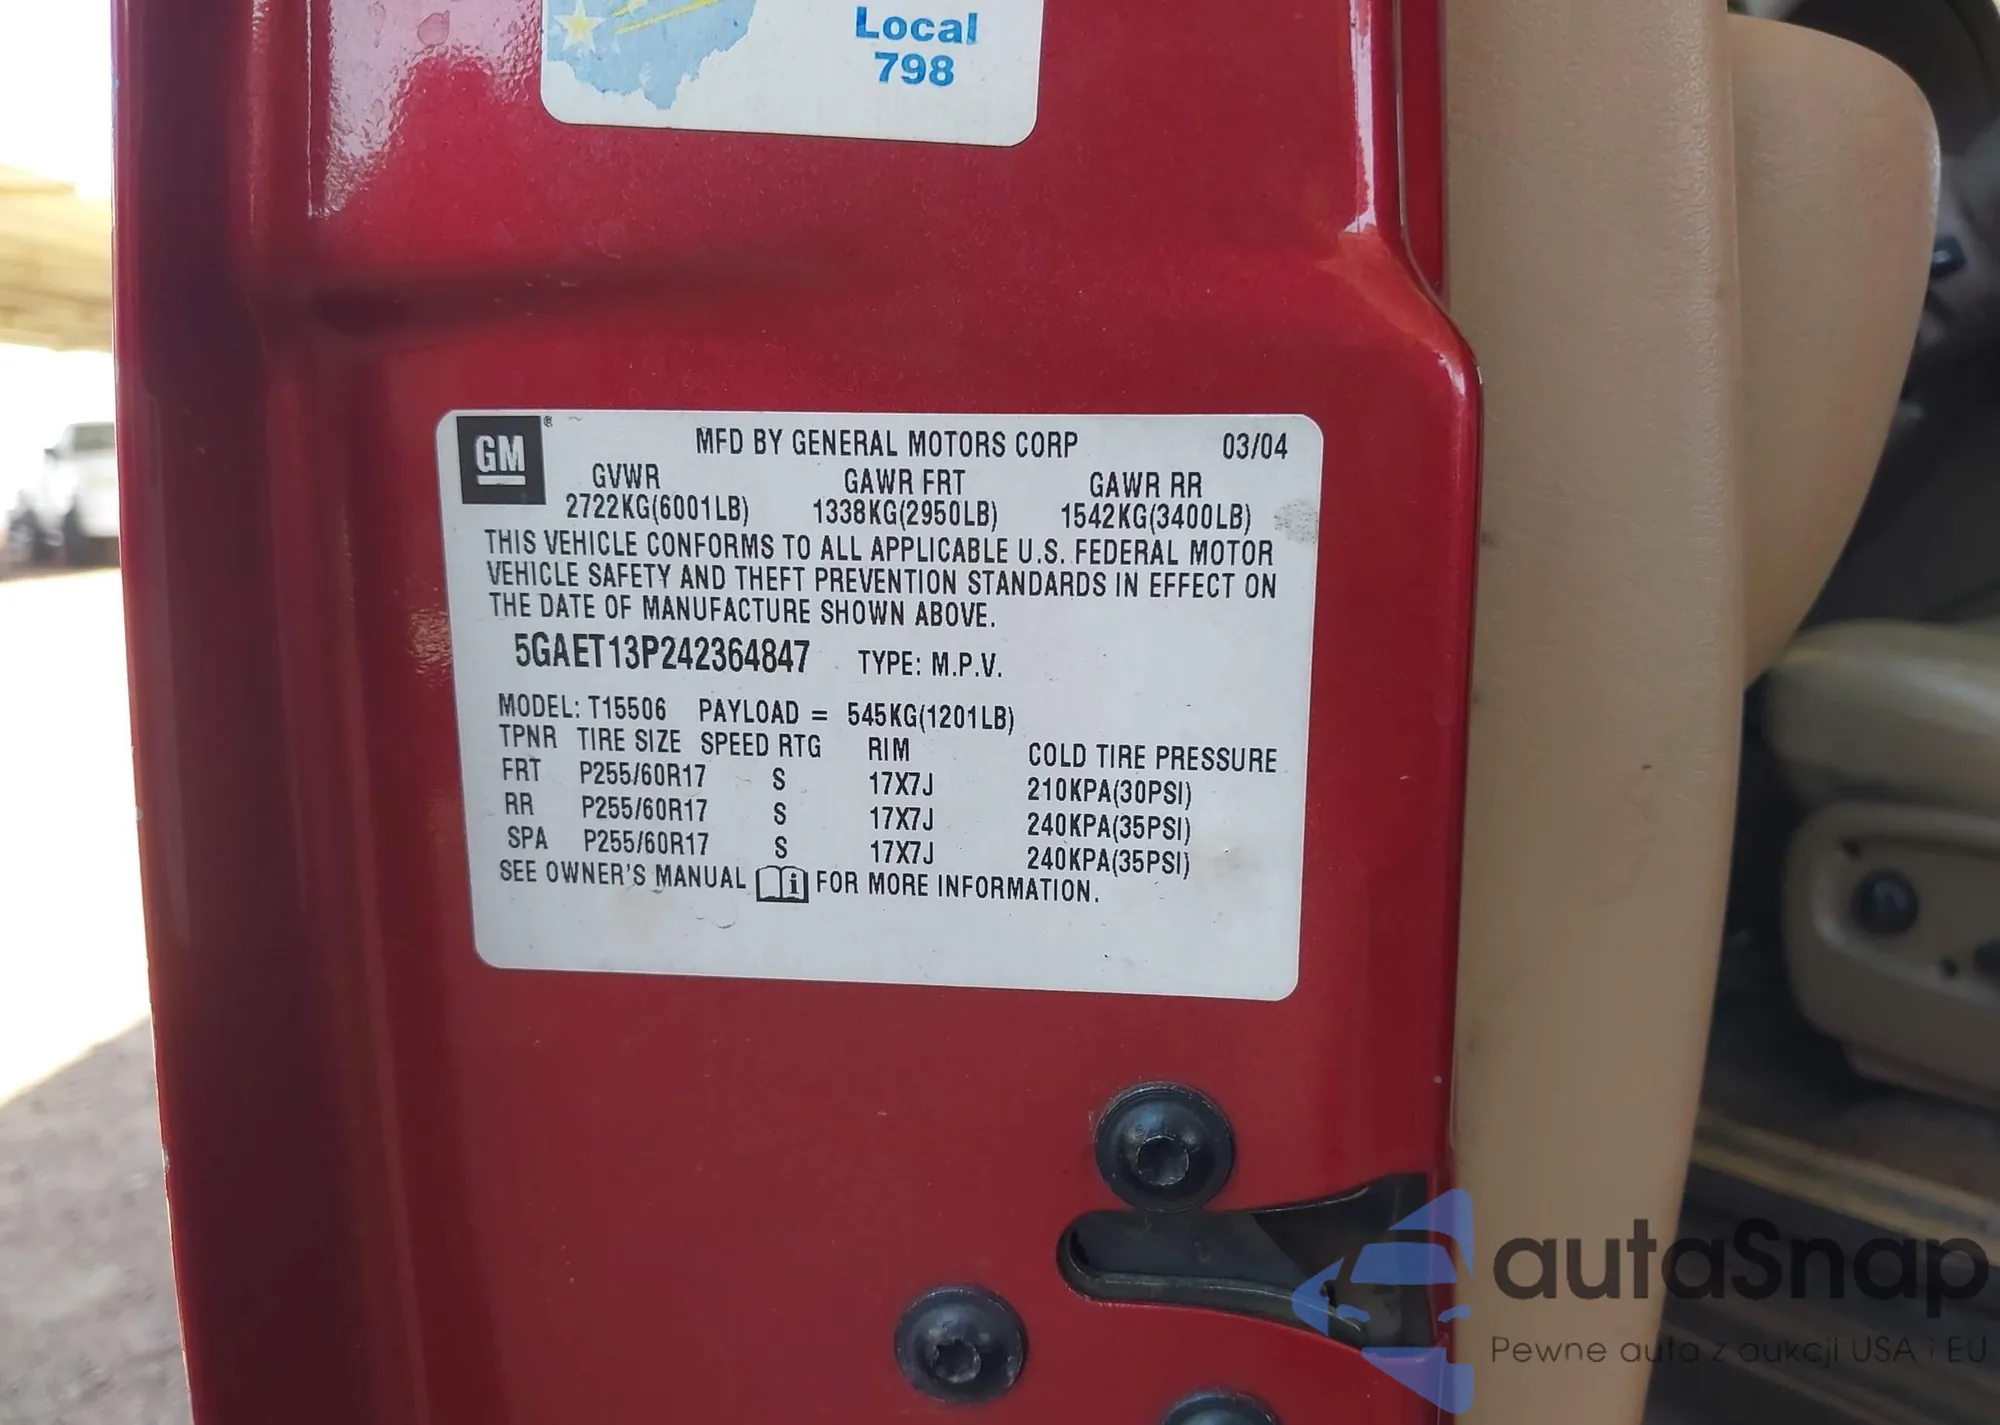 Local
798
GM®
MFD BY GENERAL MOTORS CORP 03/04
GVWR GAWR FRT GAWR RR
2722KG(6001LB) 1338KG(2950LB) 1542KG(3400LB)
THIS VEHICLE CONFORMS TO ALL APPLICABLE U.S. FEDERAL MOTOR
VEHICLE SAFETY AND THEFT PREVENTION STANDARDS IN EFFECT ON
THE DATE OF MANUFACTURE SHOWN ABOVE.
5GAET13P242364847 TYPE: M.P.V.
MODEL: T15506 PAYLOAD = 545KG(1201LB)
TPNR TIRE SIZE SPEED RTG RIM COLD TIRE PRESSURE
FRT P255/60R17 S 17X7J 210KPA(30PSI)
RR P255/60R17 S 17X7J 240KPA(35PSI)
SPA P255/60R17 S 17X7J 240KPA(35PSI)
SEE OWNER'S MANUAL i FOR MORE INFORMATION.
autaSnap
Pewne auta z aukcji USA i EU